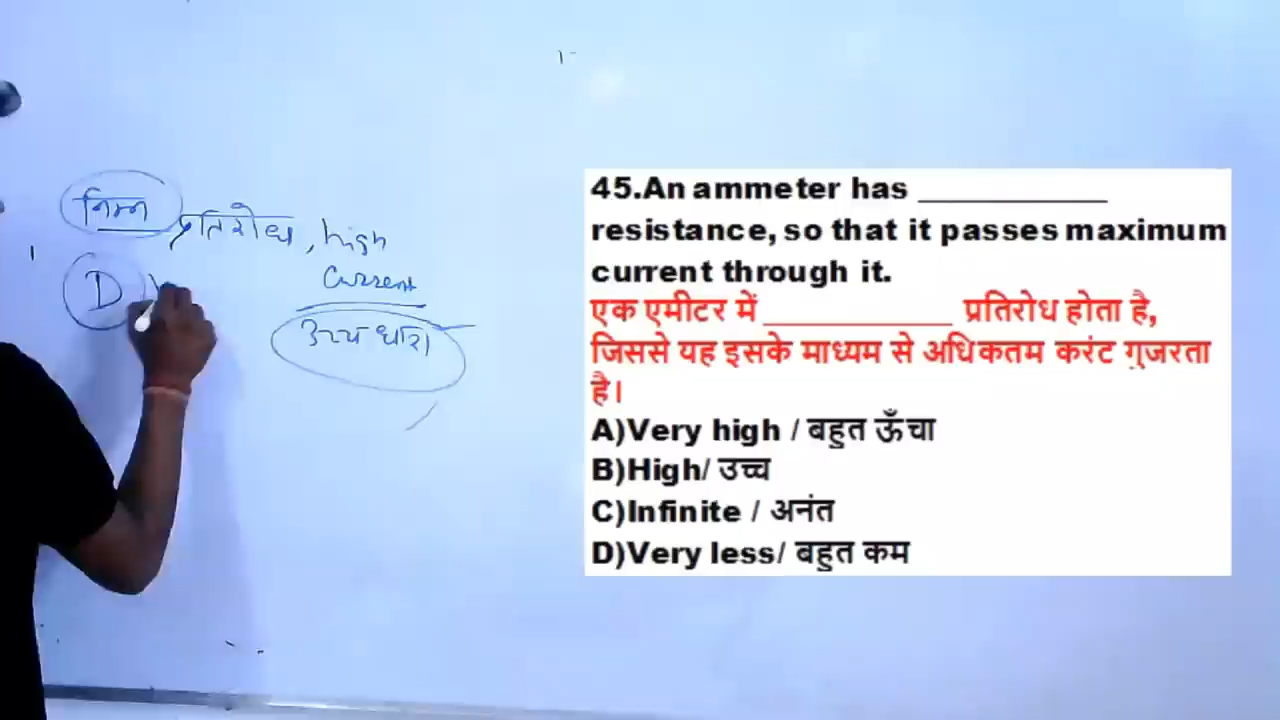 निम्न प्रतिरोध, high
current
उच्च धारा
D
45.An ammeter has ___________
resistance, so that it passes maximum
current through it.
एक एमीटर में ___________ प्रतिरोध होता है,
जिससे यह इसके माध्यम से अधिकतम करंट गुजरता
है।
A)Very high / बहुत ऊँचा
B)High/ उच्च
C)Infinite / अनंत
D)Very less/ बहुत कम